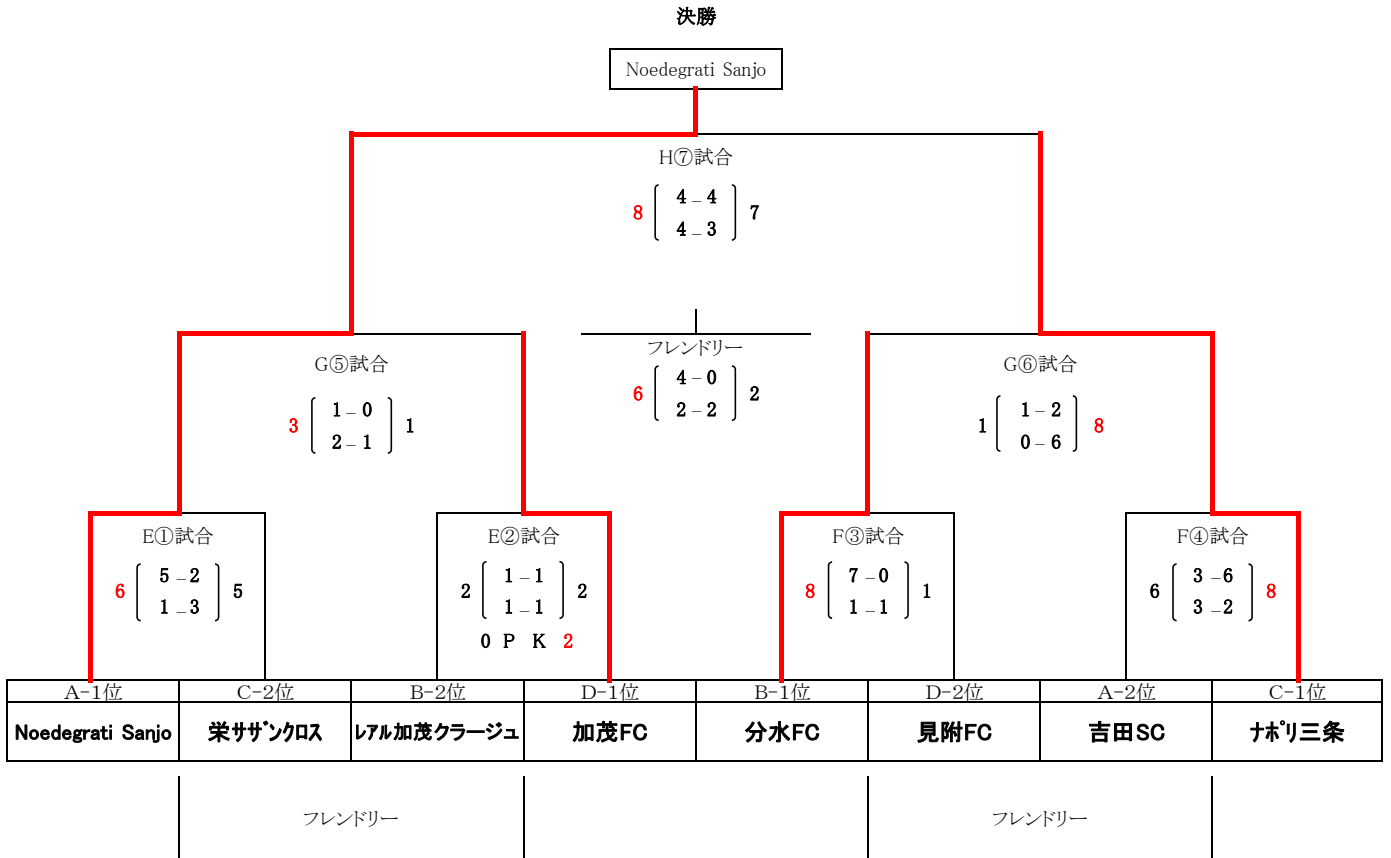 決勝
Noedegrati Sanjo
H⑦試合
4 – 4
8 7
4 – 3
フレンドリー
G⑤試合 G⑥試合
4 – 0
6 2
2 – 2
1 – 0 1 – 2
3 1 1 8
2 – 1 0 – 6
E①試合 E②試合 F③試合 F④試合
5 – 2 1 – 1 7 – 0 3 – 6
6 5 2 2 8 1 6 8
1 – 3 1 – 1 1 – 1 3 – 2
0 P K 2
A-1位 C-2位 B-2位 D-1位 B-1位 D-2位 A-2位 C-1位
Noedegrati Sanjo 栄サザンクロス レアル加茂クラージュ 加茂FC 分水FC 見附FC 吉田SC ナポリ三条
フレンドリー フレンドリー